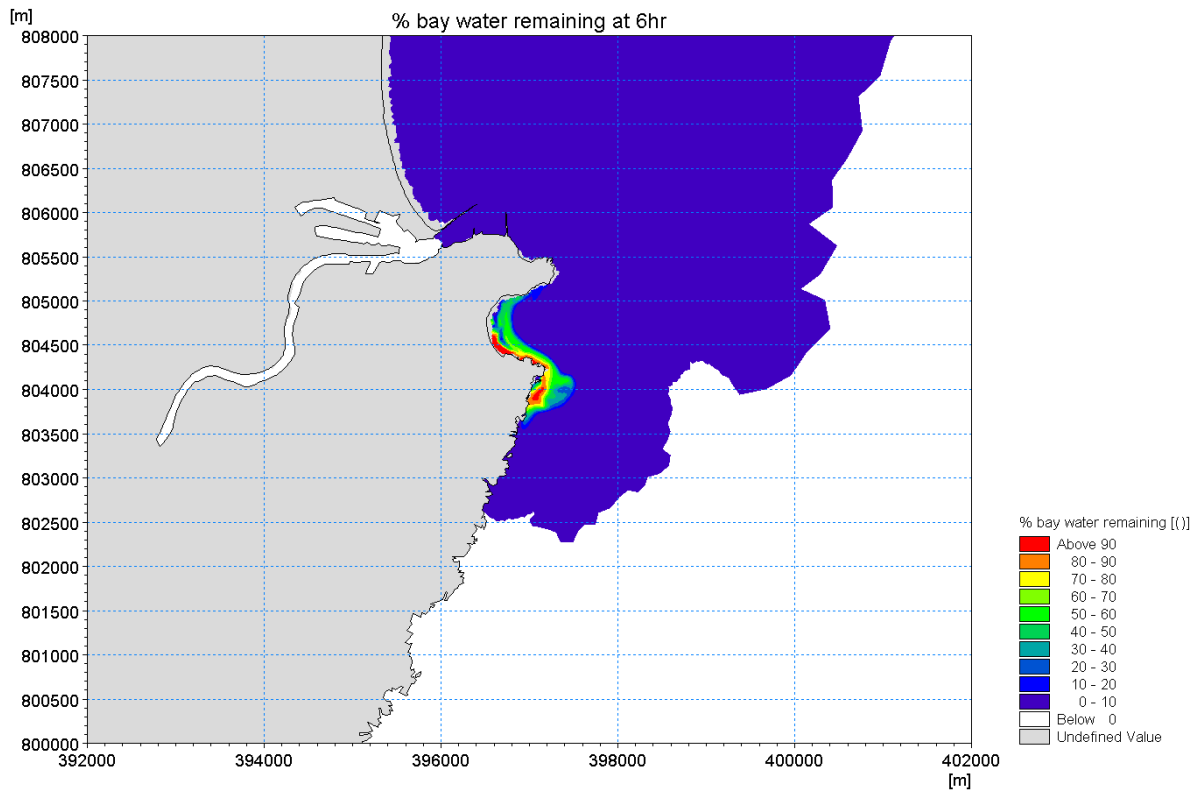 [m]
% bay water remaining at 6hr
808000
807500
807000
806500
806000
805500
805000
804500
804000
803500
803000
802500
802000
801500
801000
800500
800000
392000 394000 396000 398000 400000 402000
[m]
% bay water remaining [()]
Above 90
80 - 90
70 - 80
60 - 70
50 - 60
40 - 50
30 - 40
20 - 30
10 - 20
0 - 10
Below 0
Undefined Value